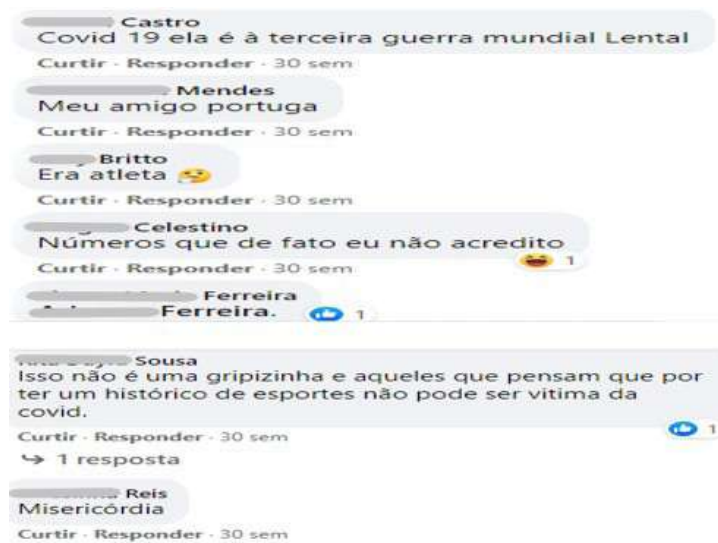 Castro
Covid 19 ela é à terceira guerra mundial Lental
Curtir · Responder · 30 sem
Mendes
Meu amigo portuga
Curtir · Responder · 30 sem
Britto
Era atleta
Curtir · Responder · 30 sem
Celestino
Números que de fato eu não acredito
1
Curtir · Responder · 30 sem
Ferreira
Ferreira.
1
Sousa
Isso não é uma gripizinha e aqueles que pensam que por
ter um histórico de esportes não pode ser vitima da
covid.
1
Curtir · Responder · 30 sem
1 resposta
Reis
Misericórdia
Curtir · Responder · 30 sem